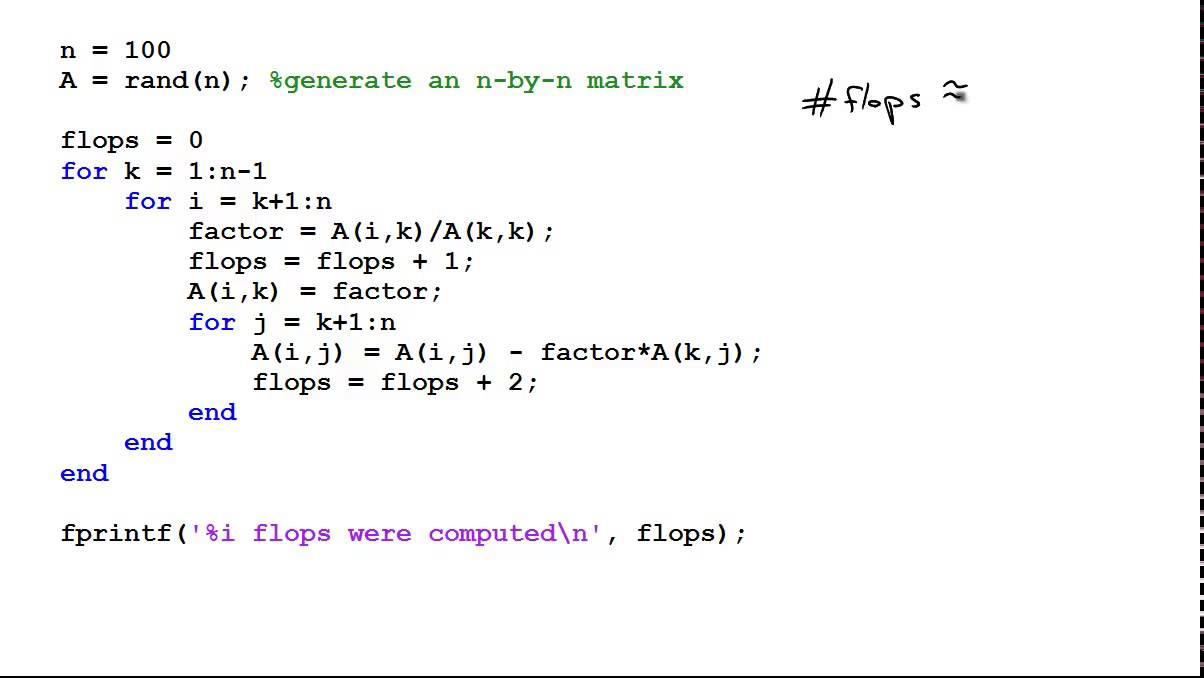 n = 100
A = rand(n); %generate an n-by-n matrix
#flops ≈
flops = 0
for k = 1:n-1
    for i = k+1:n
        factor = A(i,k)/A(k,k);
        flops = flops + 1;
        A(i,k) = factor;
        for j = k+1:n
            A(i,j) = A(i,j) - factor*A(k,j);
            flops = flops + 2;
        end
    end
end
fprintf('%i flops were computed\n', flops);